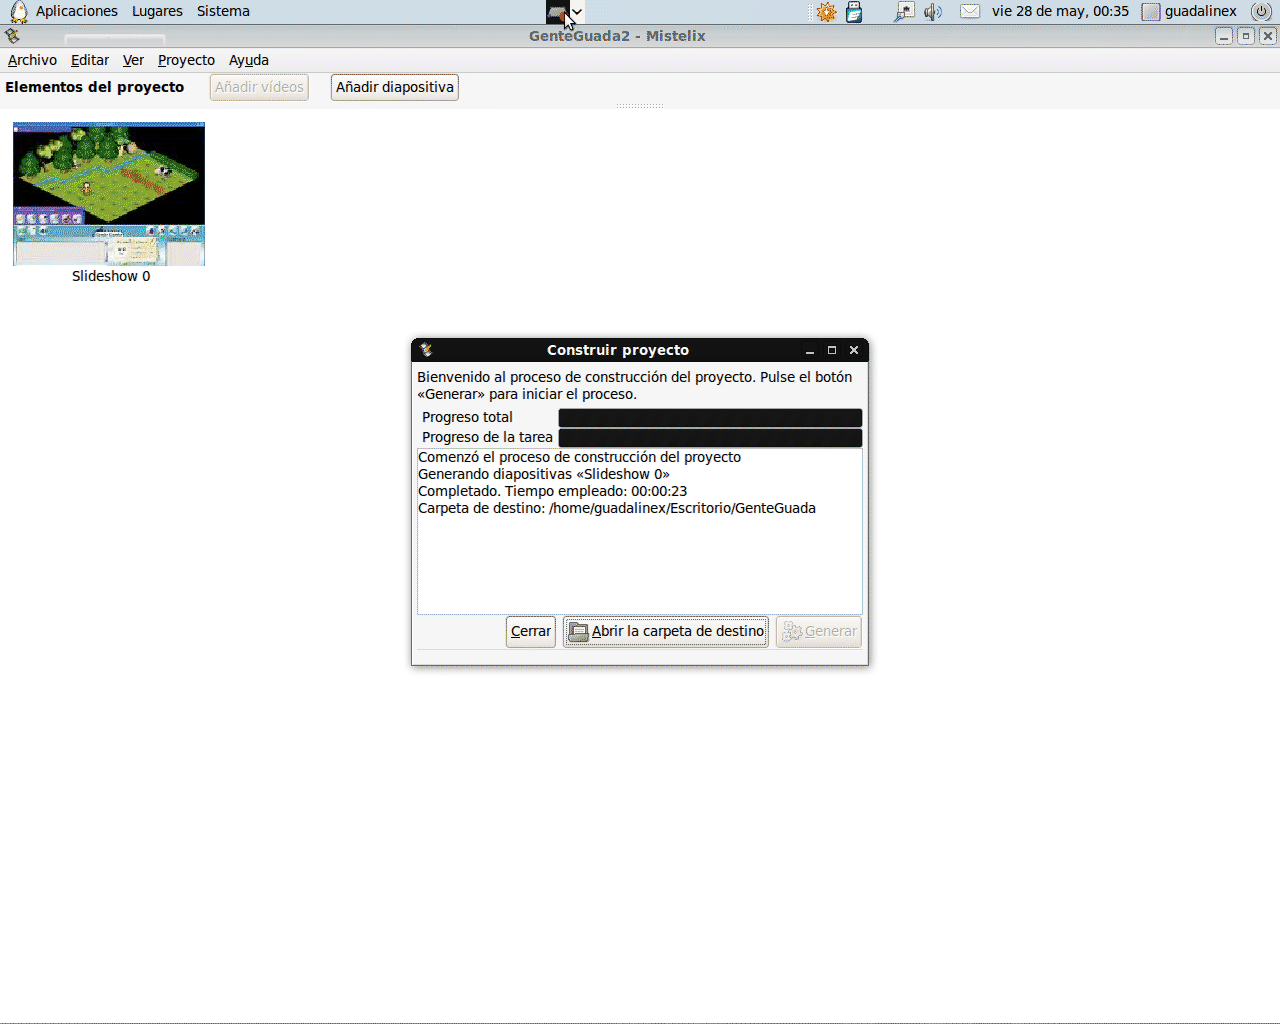 Aplicaciones Lugares Sistema vie 28 de may, 00:35 guadalinex
GenteGuada2 - Mistelix
Archivo Editar Ver Proyecto Ayuda
Elementos del proyecto Añadir vídeos Añadir diapositiva
Slideshow 0
Construir proyecto
Bienvenido al proceso de construcción del proyecto. Pulse el botón
«Generar» para iniciar el proceso.
Progreso total
Progreso de la tarea
Comenzó el proceso de construcción del proyecto
Generando diapositivas «Slideshow 0»
Completado. Tiempo empleado: 00:00:23
Carpeta de destino: /home/guadalinex/Escritorio/GenteGuada
Cerrar Abrir la carpeta de destino Generar